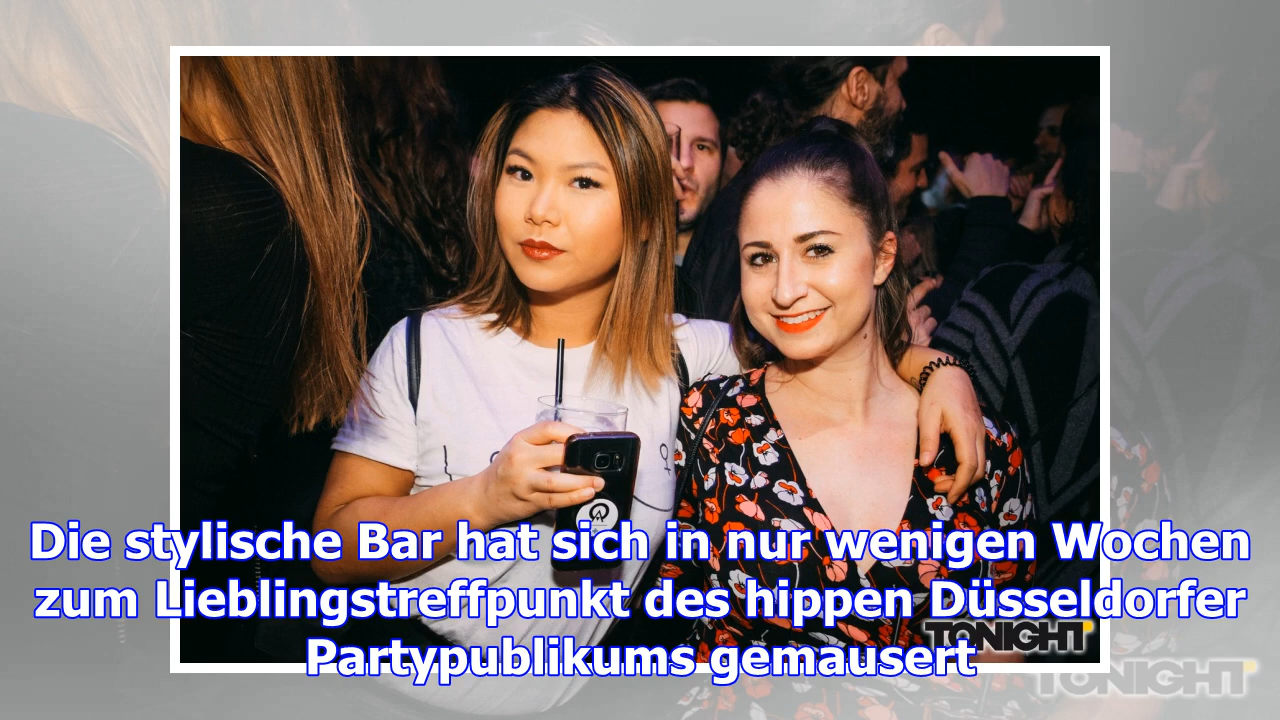 Die stylische Bar hat sich in nur wenigen Wochen
zum Lieblingstreffpunkt des hippen Düsseldorfer
Partypublikums gemausert
TONIGHT
TONIGHT